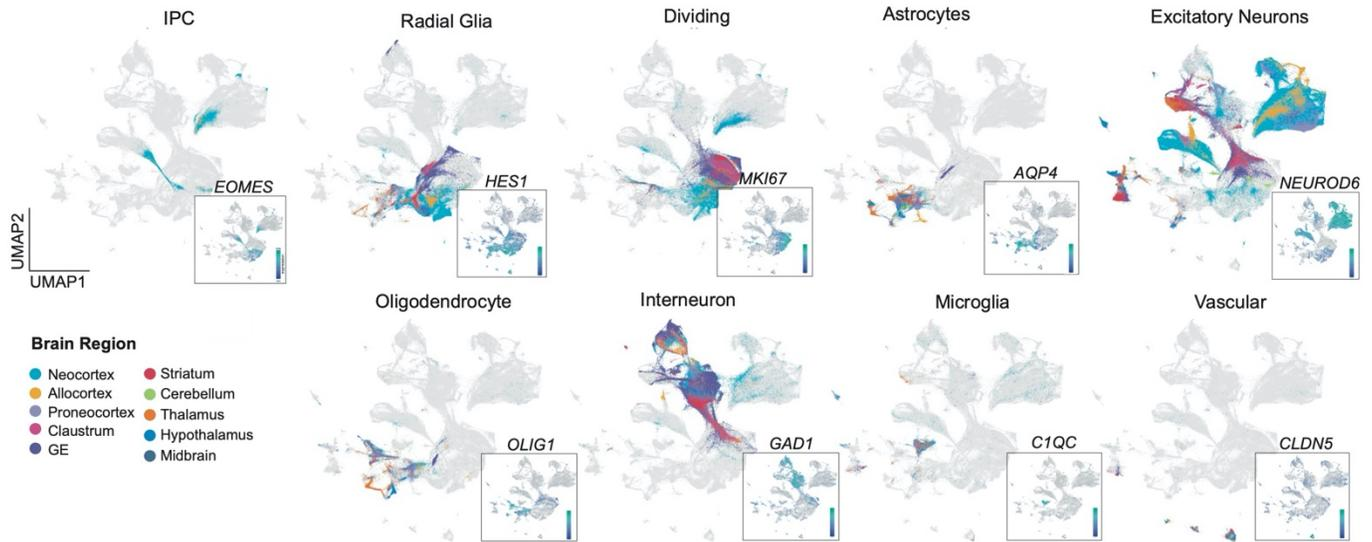 IPC
Radial Glia
Dividing
Astrocytes
Excitatory Neurons
EOMES
HES1
MKI67
AQP4
NEUROD6
UMAP2
UMAP1
Oligodendrocyte
Interneuron
Microglia
Vascular
OLIG1
GAD1
C1QC
CLDN5
Brain Region
Neocortex
Allocortex
Proneocortex
Claustrum
GE
Striatum
Cerebellum
Thalamus
Hypothalamus
Midbrain